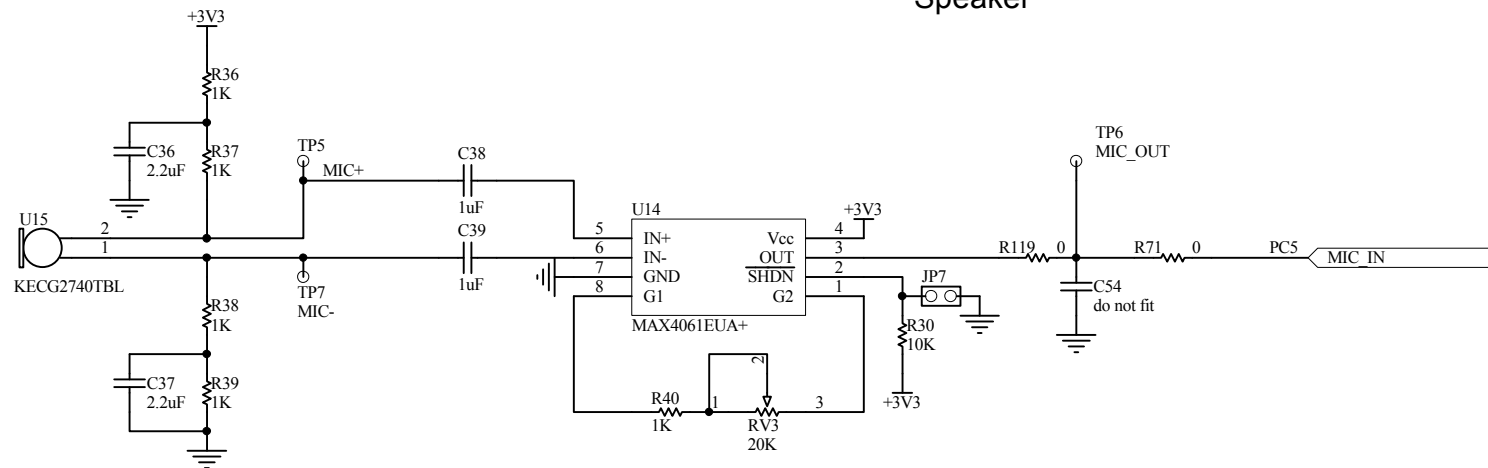 Speaker
+3V3
R36
1K
C36
2.2uF
R37
1K
TP5
MIC+
C38
1uF
TP6
MIC_OUT
U15
2
1
KECG2740TBL
C39
1uF
TP7
MIC-
U14
5 IN+ Vcc 4
6 IN- OUT 3
7 GND SHDN 2
8 G1 G2 1
MAX4061EUA+
+3V3
JP7
R30
10K
+3V3
R119 0
R71 0
PC5
MIC_IN
C54
do not fit
R38
1K
C37
2.2uF
R39
1K
R40
1K
1
2
3
RV3
20K